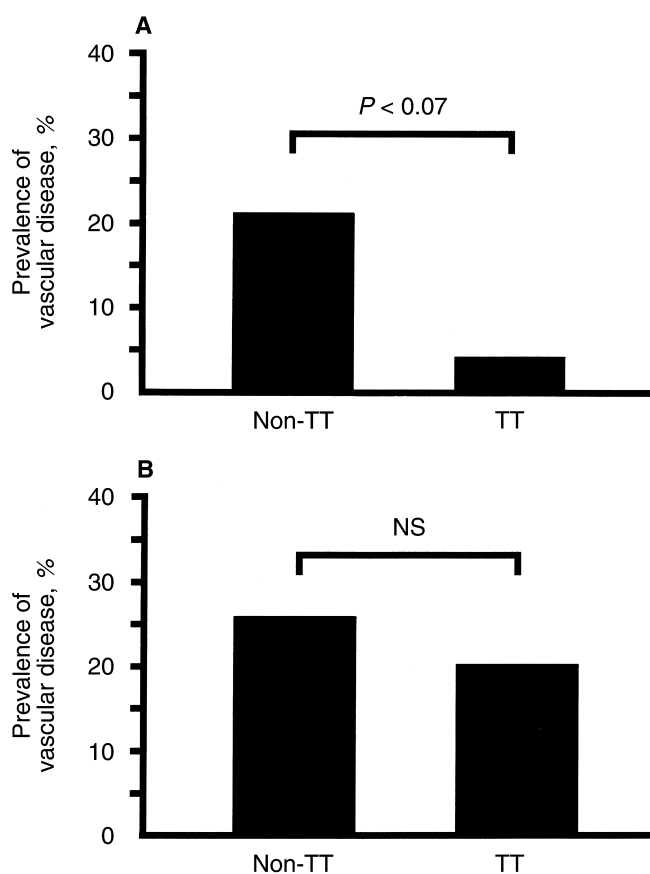 A
40
30
20
10
0
Prevalence of
vascular disease, %
P < 0.07
Non-TT
TT
B
40
30
20
10
0
Prevalence of
vascular disease, %
NS
Non-TT
TT